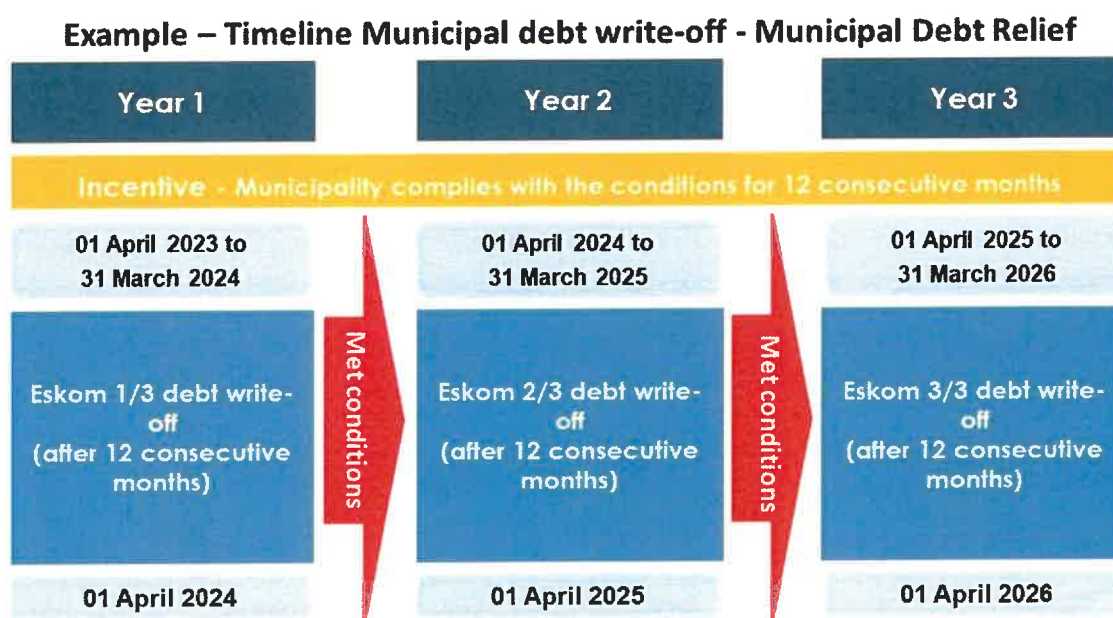 Example – Timeline Municipal debt write-off - Municipal Debt Relief
Year 1
Year 2
Year 3
Incentive - Municipality complies with the conditions for 12 consecutive months
01 April 2023 to
31 March 2024
01 April 2024 to
31 March 2025
01 April 2025 to
31 March 2026
Eskom 1/3 debt write-
off
(after 12 consecutive
months)
Met conditions
Eskom 2/3 debt write-
off
(after 12 consecutive
months)
Met conditions
Eskom 3/3 debt write-
off
(after 12 consecutive
months)
01 April 2024
01 April 2025
01 April 2026